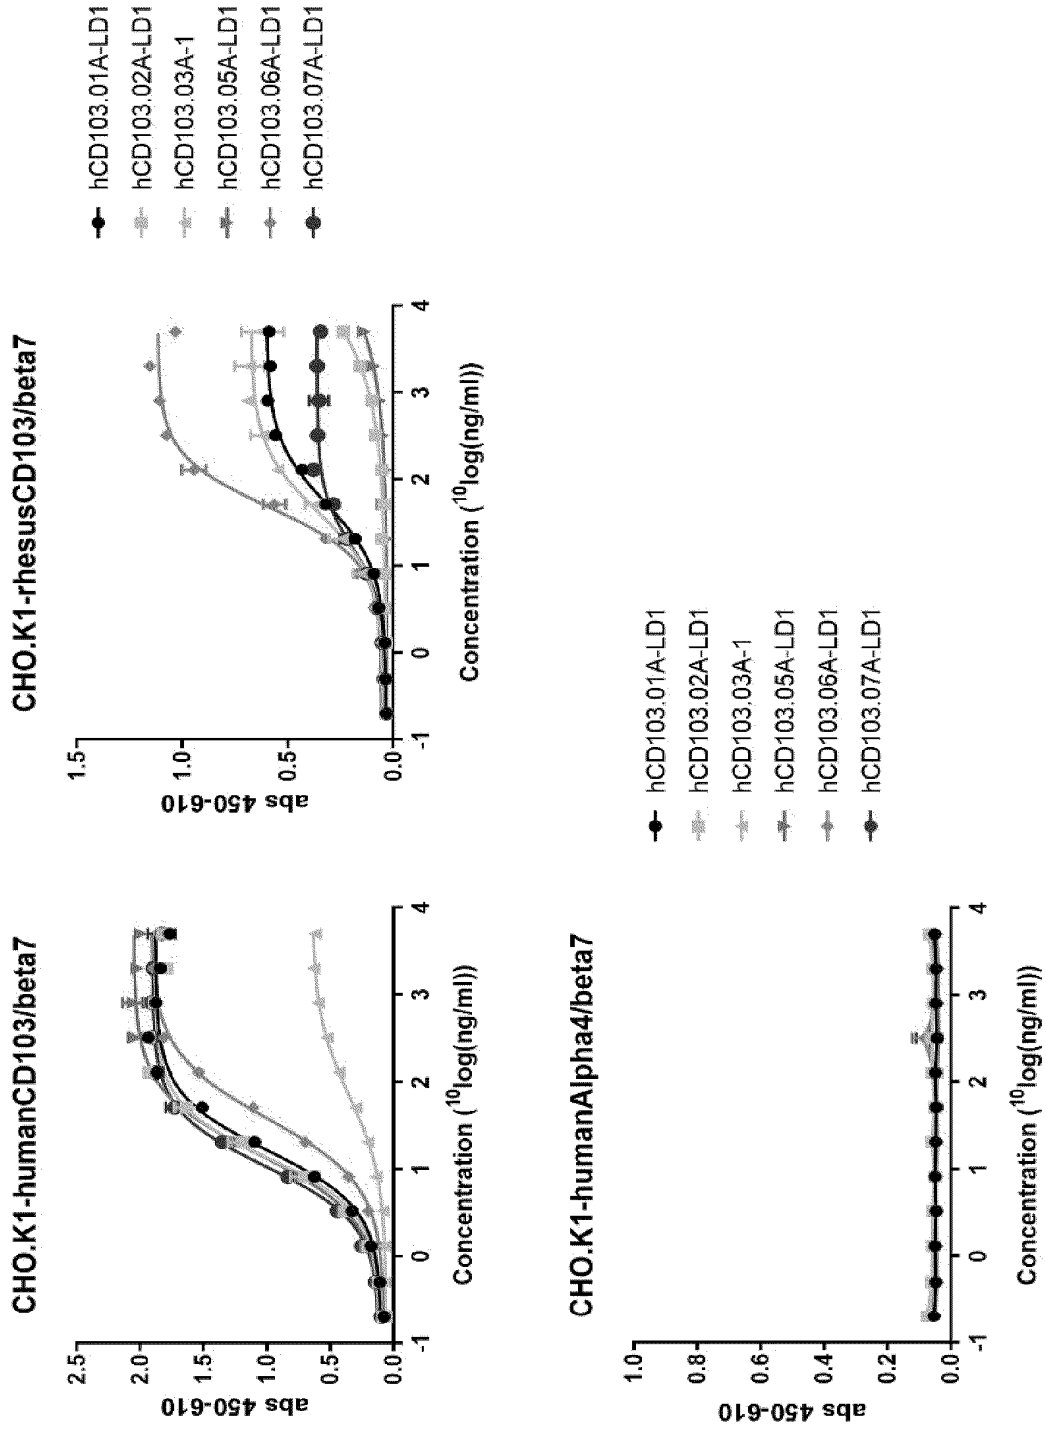 CHO.K1-humanCD103/beta7
abs 450-610
2.5
2.0
1.5
1.0
0.5
0.0
-1 0 1 2 3 4
Concentration (¹⁰log(ng/ml))
CHO.K1-rhesusCD103/beta7
abs 450-610
1.5
1.0
0.5
0.0
-1 0 1 2 3 4
Concentration (¹⁰log(ng/ml))
hCD103.01A-LD1
hCD103.02A-LD1
hCD103.03A-1
hCD103.05A-LD1
hCD103.06A-LD1
hCD103.07A-LD1
CHO.K1-humanAlpha4/beta7
abs 450-610
1.0
0.8
0.6
0.4
0.2
0.0
-1 0 1 2 3 4
Concentration (¹⁰log(ng/ml))
hCD103.01A-LD1
hCD103.02A-LD1
hCD103.03A-1
hCD103.05A-LD1
hCD103.06A-LD1
hCD103.07A-LD1